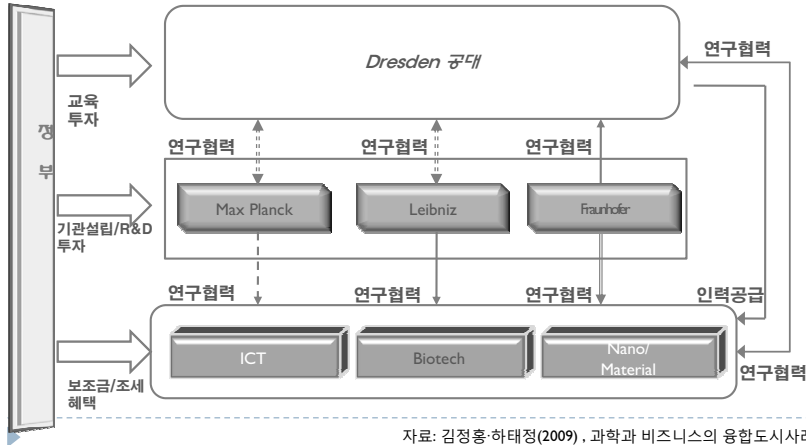 Dresden 공대
연구협력
교육
투자
정
부
연구협력
연구협력
연구협력
Max Planck
Leibniz
Fraunhofer
기관설립/R&D
투자
연구협력
연구협력
연구협력
인력공급
ICT
Biotech
Nano/
Material
연구협력
보조금/조세
혜택
자료: 김정홍·하태정(2009) , 과학과 비즈니스의 융합도시사례